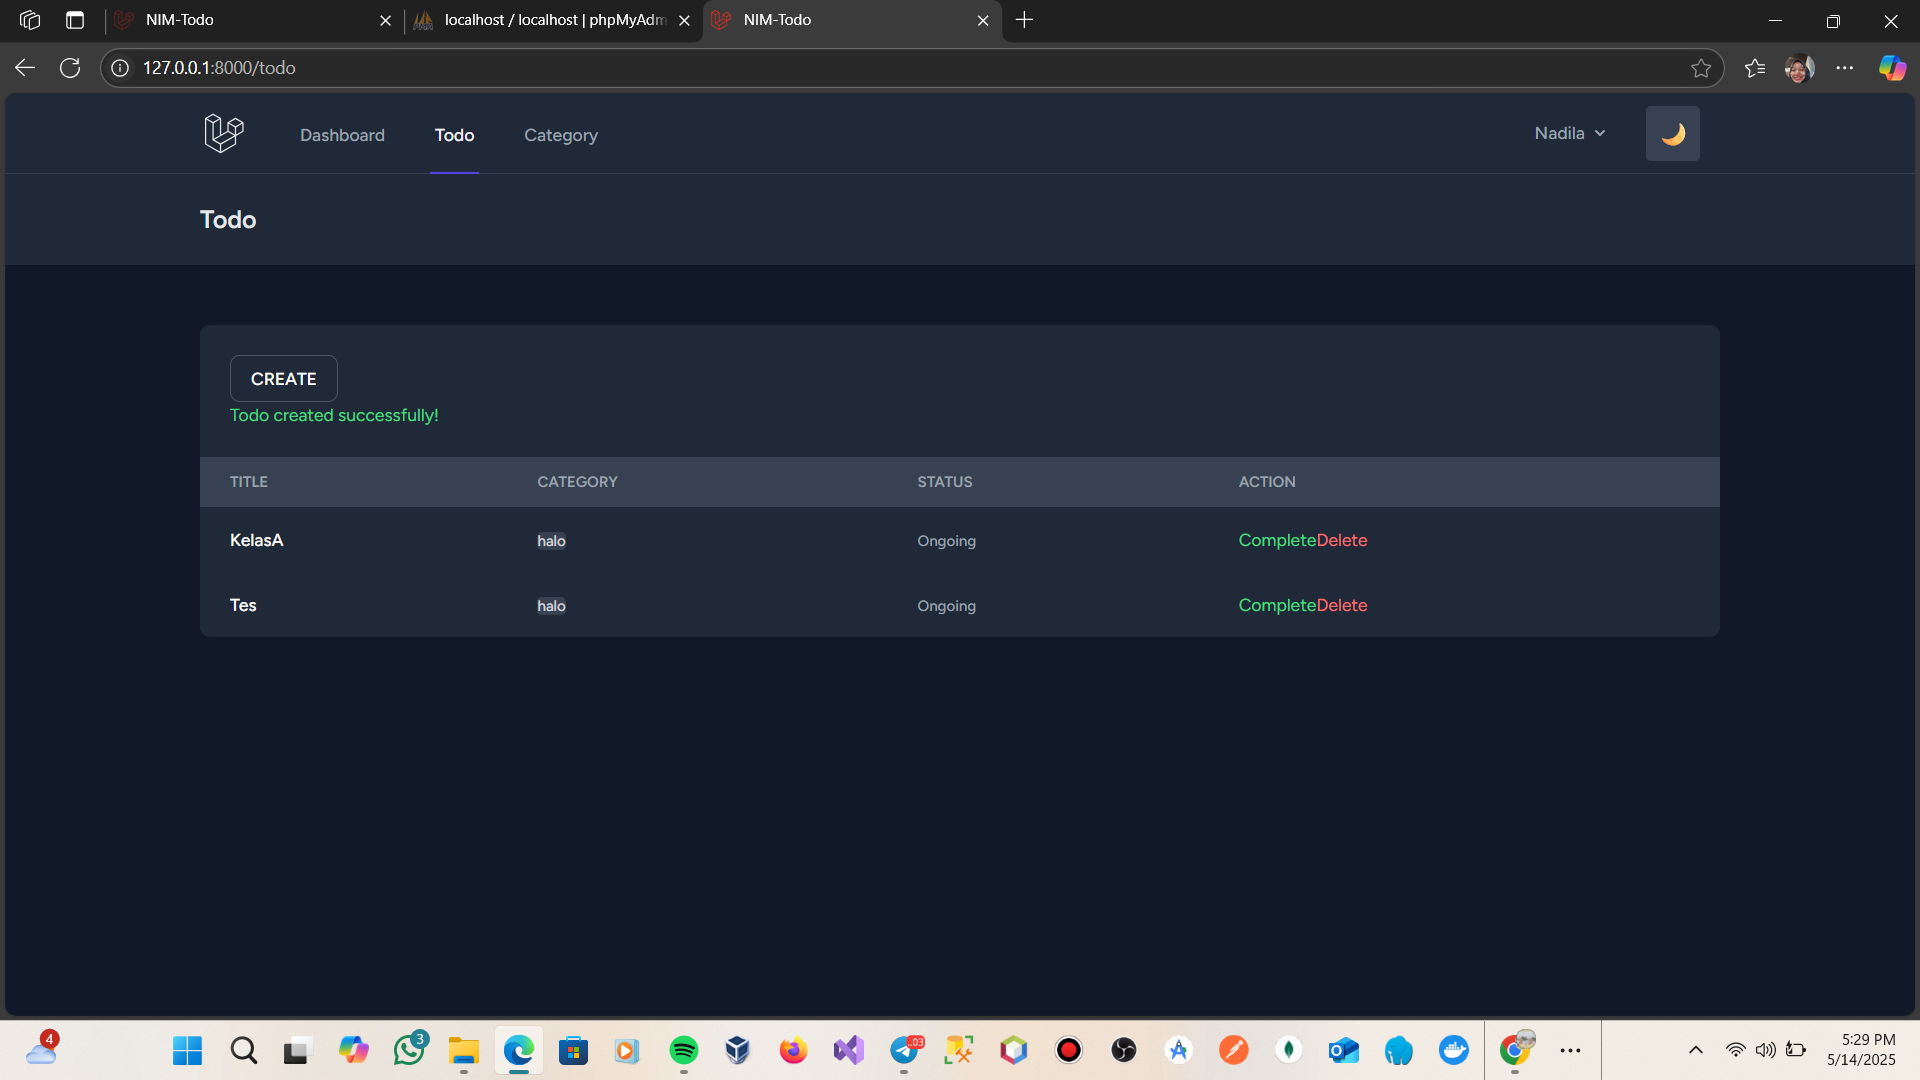 NIM-Todo
localhost / localhost | phpMyAdm
NIM-Todo
127.0.0.1:8000/todo
Dashboard
Todo
Category
Nadila
Todo
CREATE
Todo created successfully!
TITLE CATEGORY STATUS ACTION
KelasA halo Ongoing CompleteDelete
Tes halo Ongoing CompleteDelete
4
3
.03
5:29 PM
5/14/2025